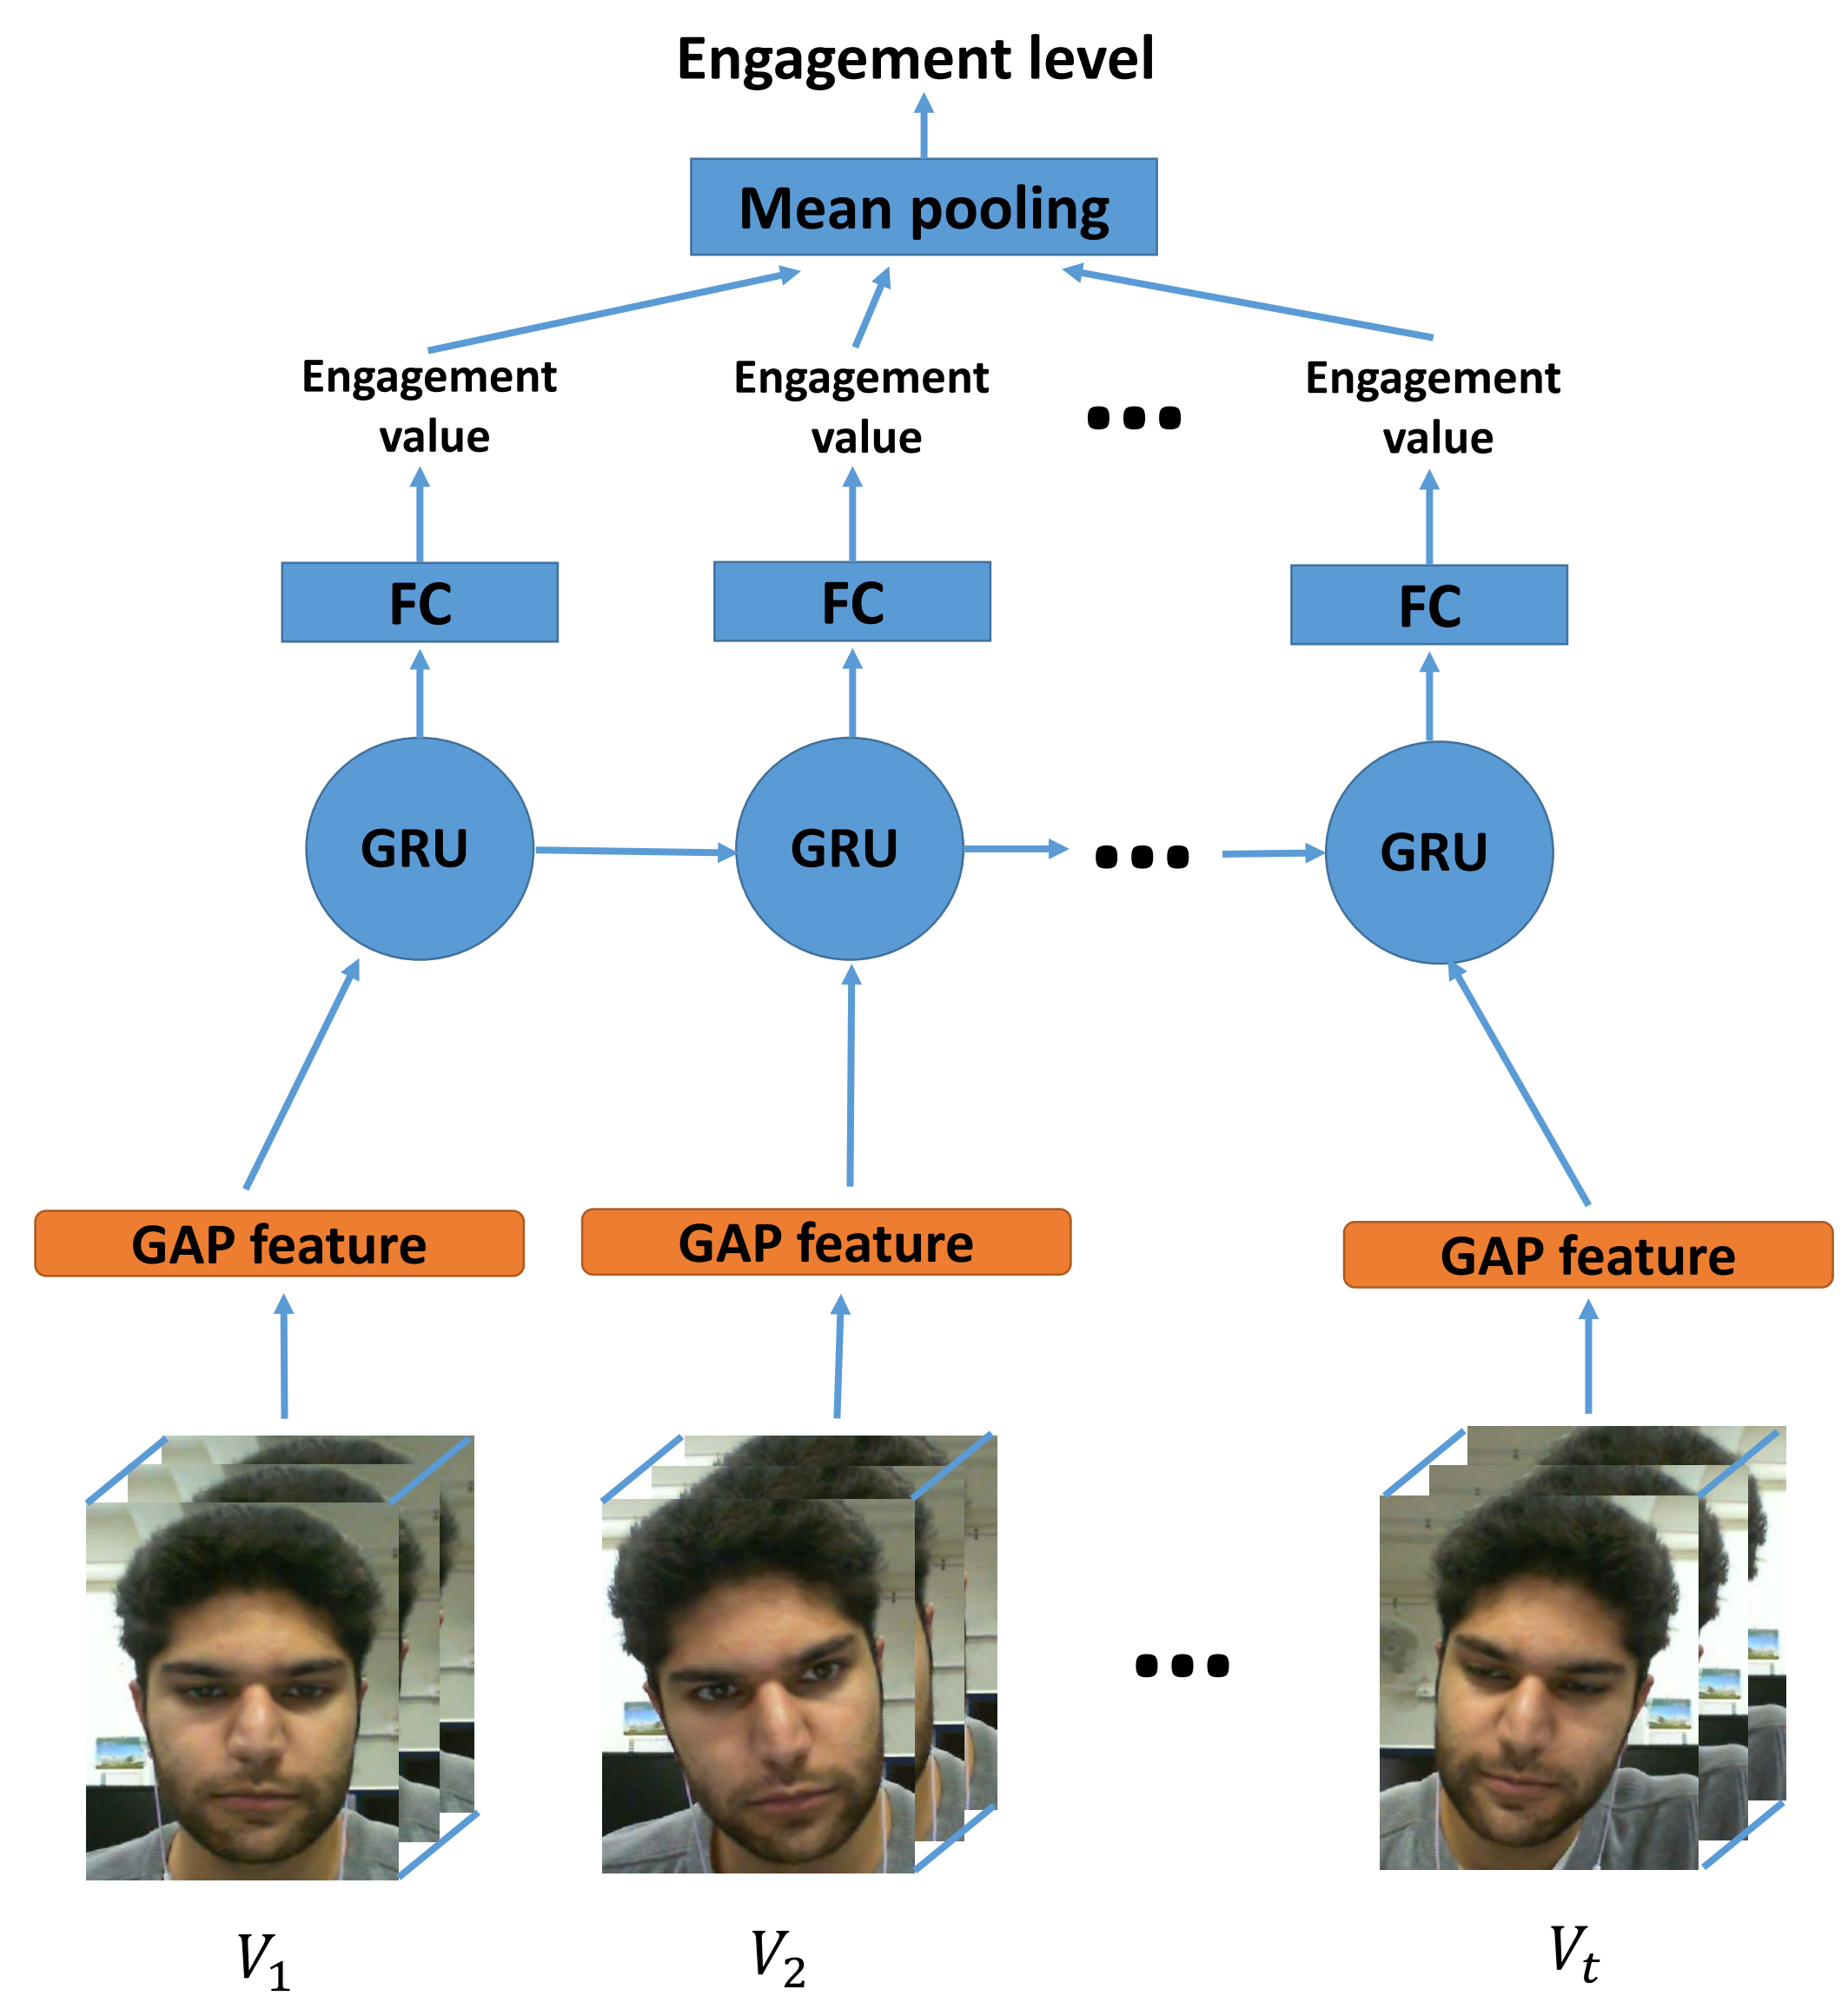 Engagement level
Mean pooling
Engagement Engagement Engagement
value value ... value
FC FC FC
GRU GRU ... GRU
GAP feature GAP feature GAP feature
...
V₁ V₂ Vₜ